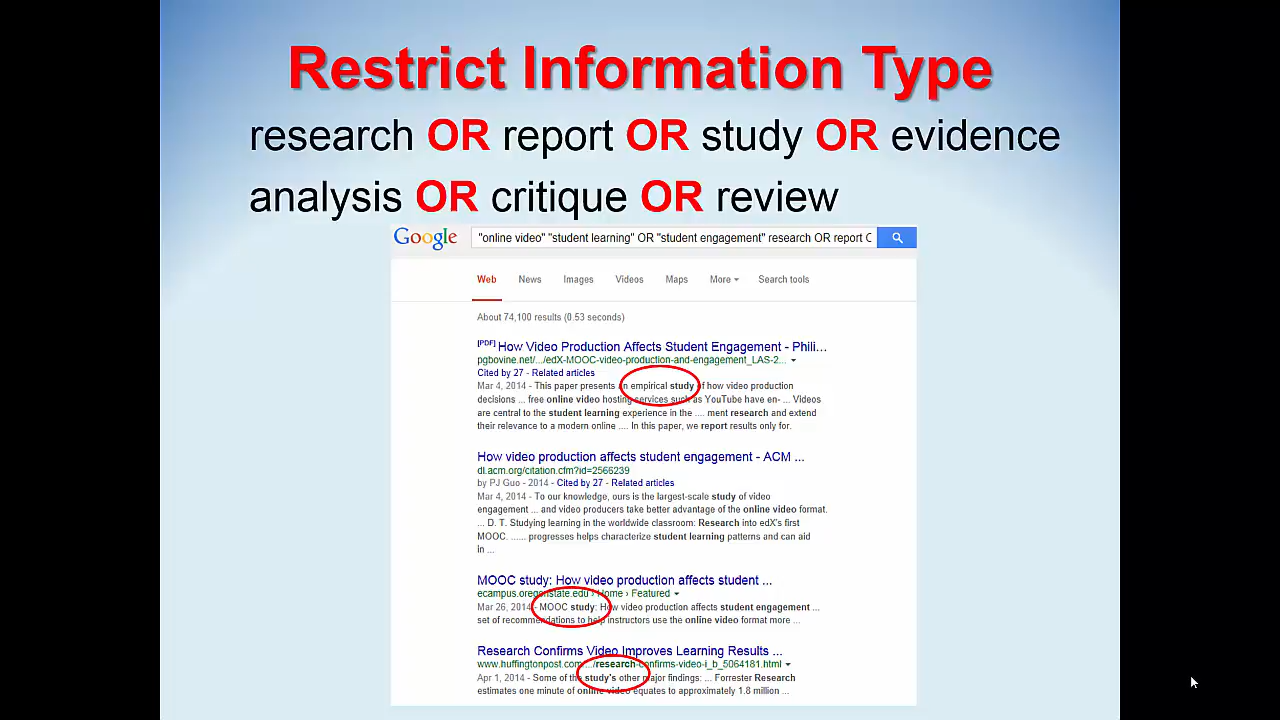 Restrict Information Type
research OR report OR study OR evidence
analysis OR critique OR review
Google "online video" "student learning" OR "student engagement" research OR report O
Web News Images Videos Maps More Search tools
About 74,100 results (0.53 seconds)
[PDF] How Video Production Affects Student Engagement - Phili...
pgbovine.net/.../edX-MOOC-video-production-and-engagement_LAS-2...
Cited by 27 - Related articles
Mar 4, 2014 - This paper presents an empirical study of how video production
decisions ... free online video hosting services such as YouTube have en- ... Videos
are central to the student learning experience in the .... ment research and extend
their relevance to a modern online .... In this paper, we report results only for.
How video production affects student engagement - ACM ...
dl.acm.org/citation.cfm?id=2566239
by PJ Guo - 2014 - Cited by 27 - Related articles
Mar 4, 2014 - To our knowledge, ours is the largest-scale study of video
engagement ... and video producers take better advantage of the online video format.
... D. T. Studying learning in the worldwide classroom: Research into edX's first
MOOC. ...... progresses helps characterize student learning patterns and can aid
in ...
MOOC study: How video production affects student ...
ecampus.oregonstate.edu › Home › Featured
Mar 26, 2014 - MOOC study: How video production affects student engagement ...
set of recommendations to help instructors use the online video format more ...
Research Confirms Video Improves Learning Results ...
www.huffingtonpost.com.../research-confirms-video-i_b_5064181.html
Apr 1, 2014 - Some of the study's other major findings: ... Forrester Research
estimates one minute of online video equates to approximately 1.8 million ...